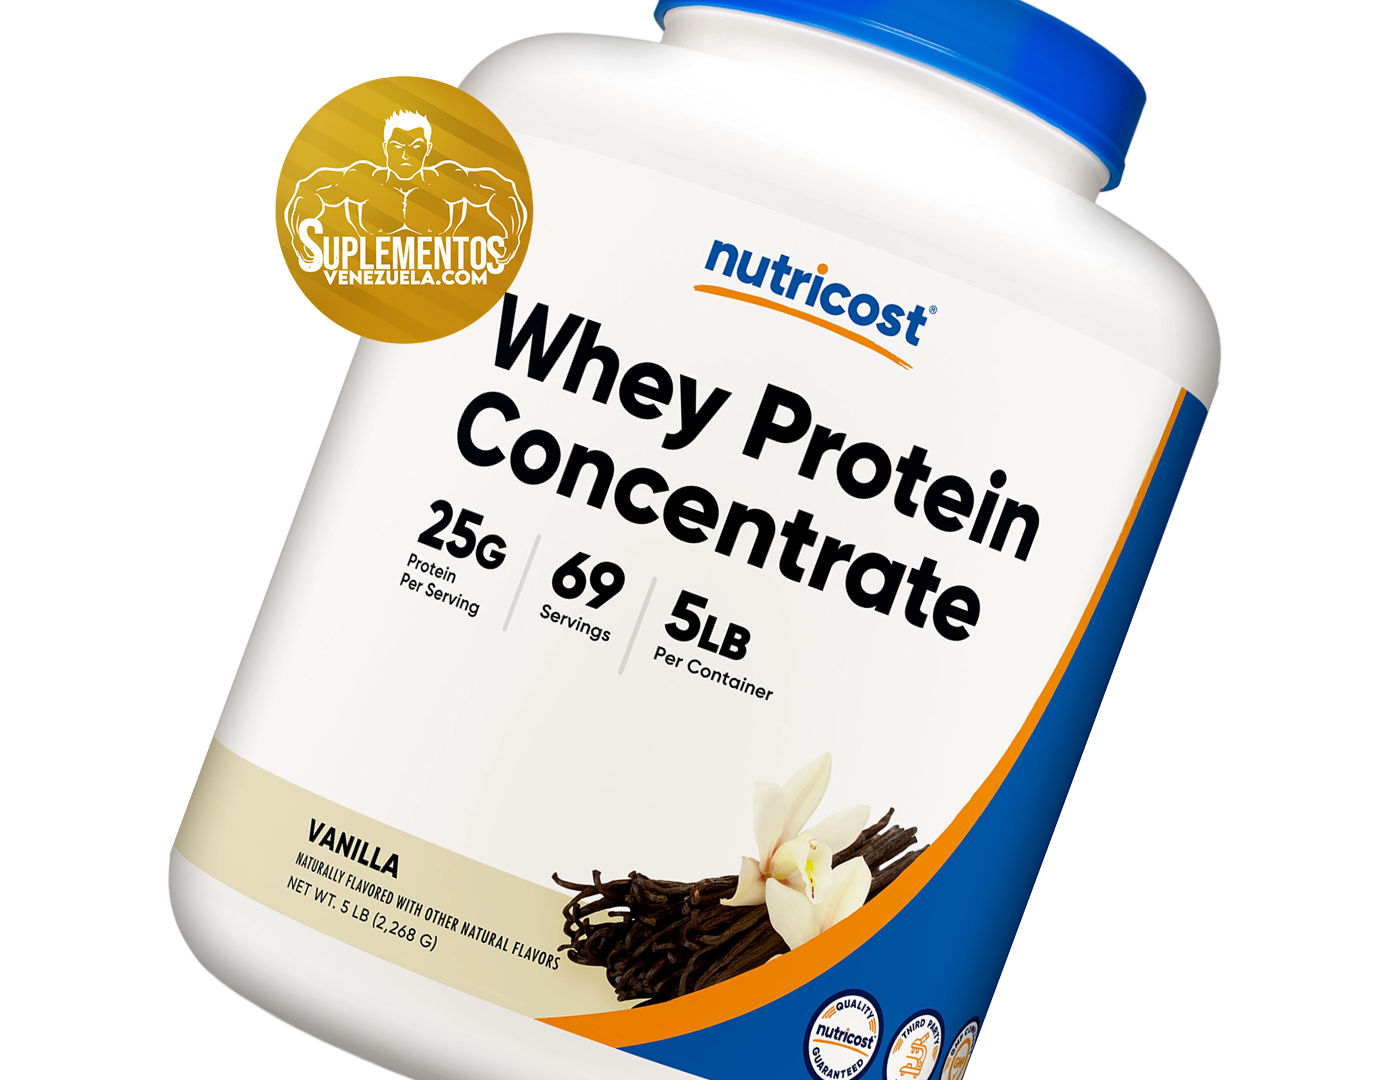 SUPLEMENTOS
VENEZUELA.COM
nutricost®
Whey Protein
Concentrate
25G
Protein
Per Serving
69
Servings
5LB
Per Container
VANILLA
NATURALLY FLAVORED WITH OTHER NATURAL FLAVORS
NET WT. 5 LB (2,268 G)
QUALITY
nutricost
GUARANTEED
THIRD PARTY